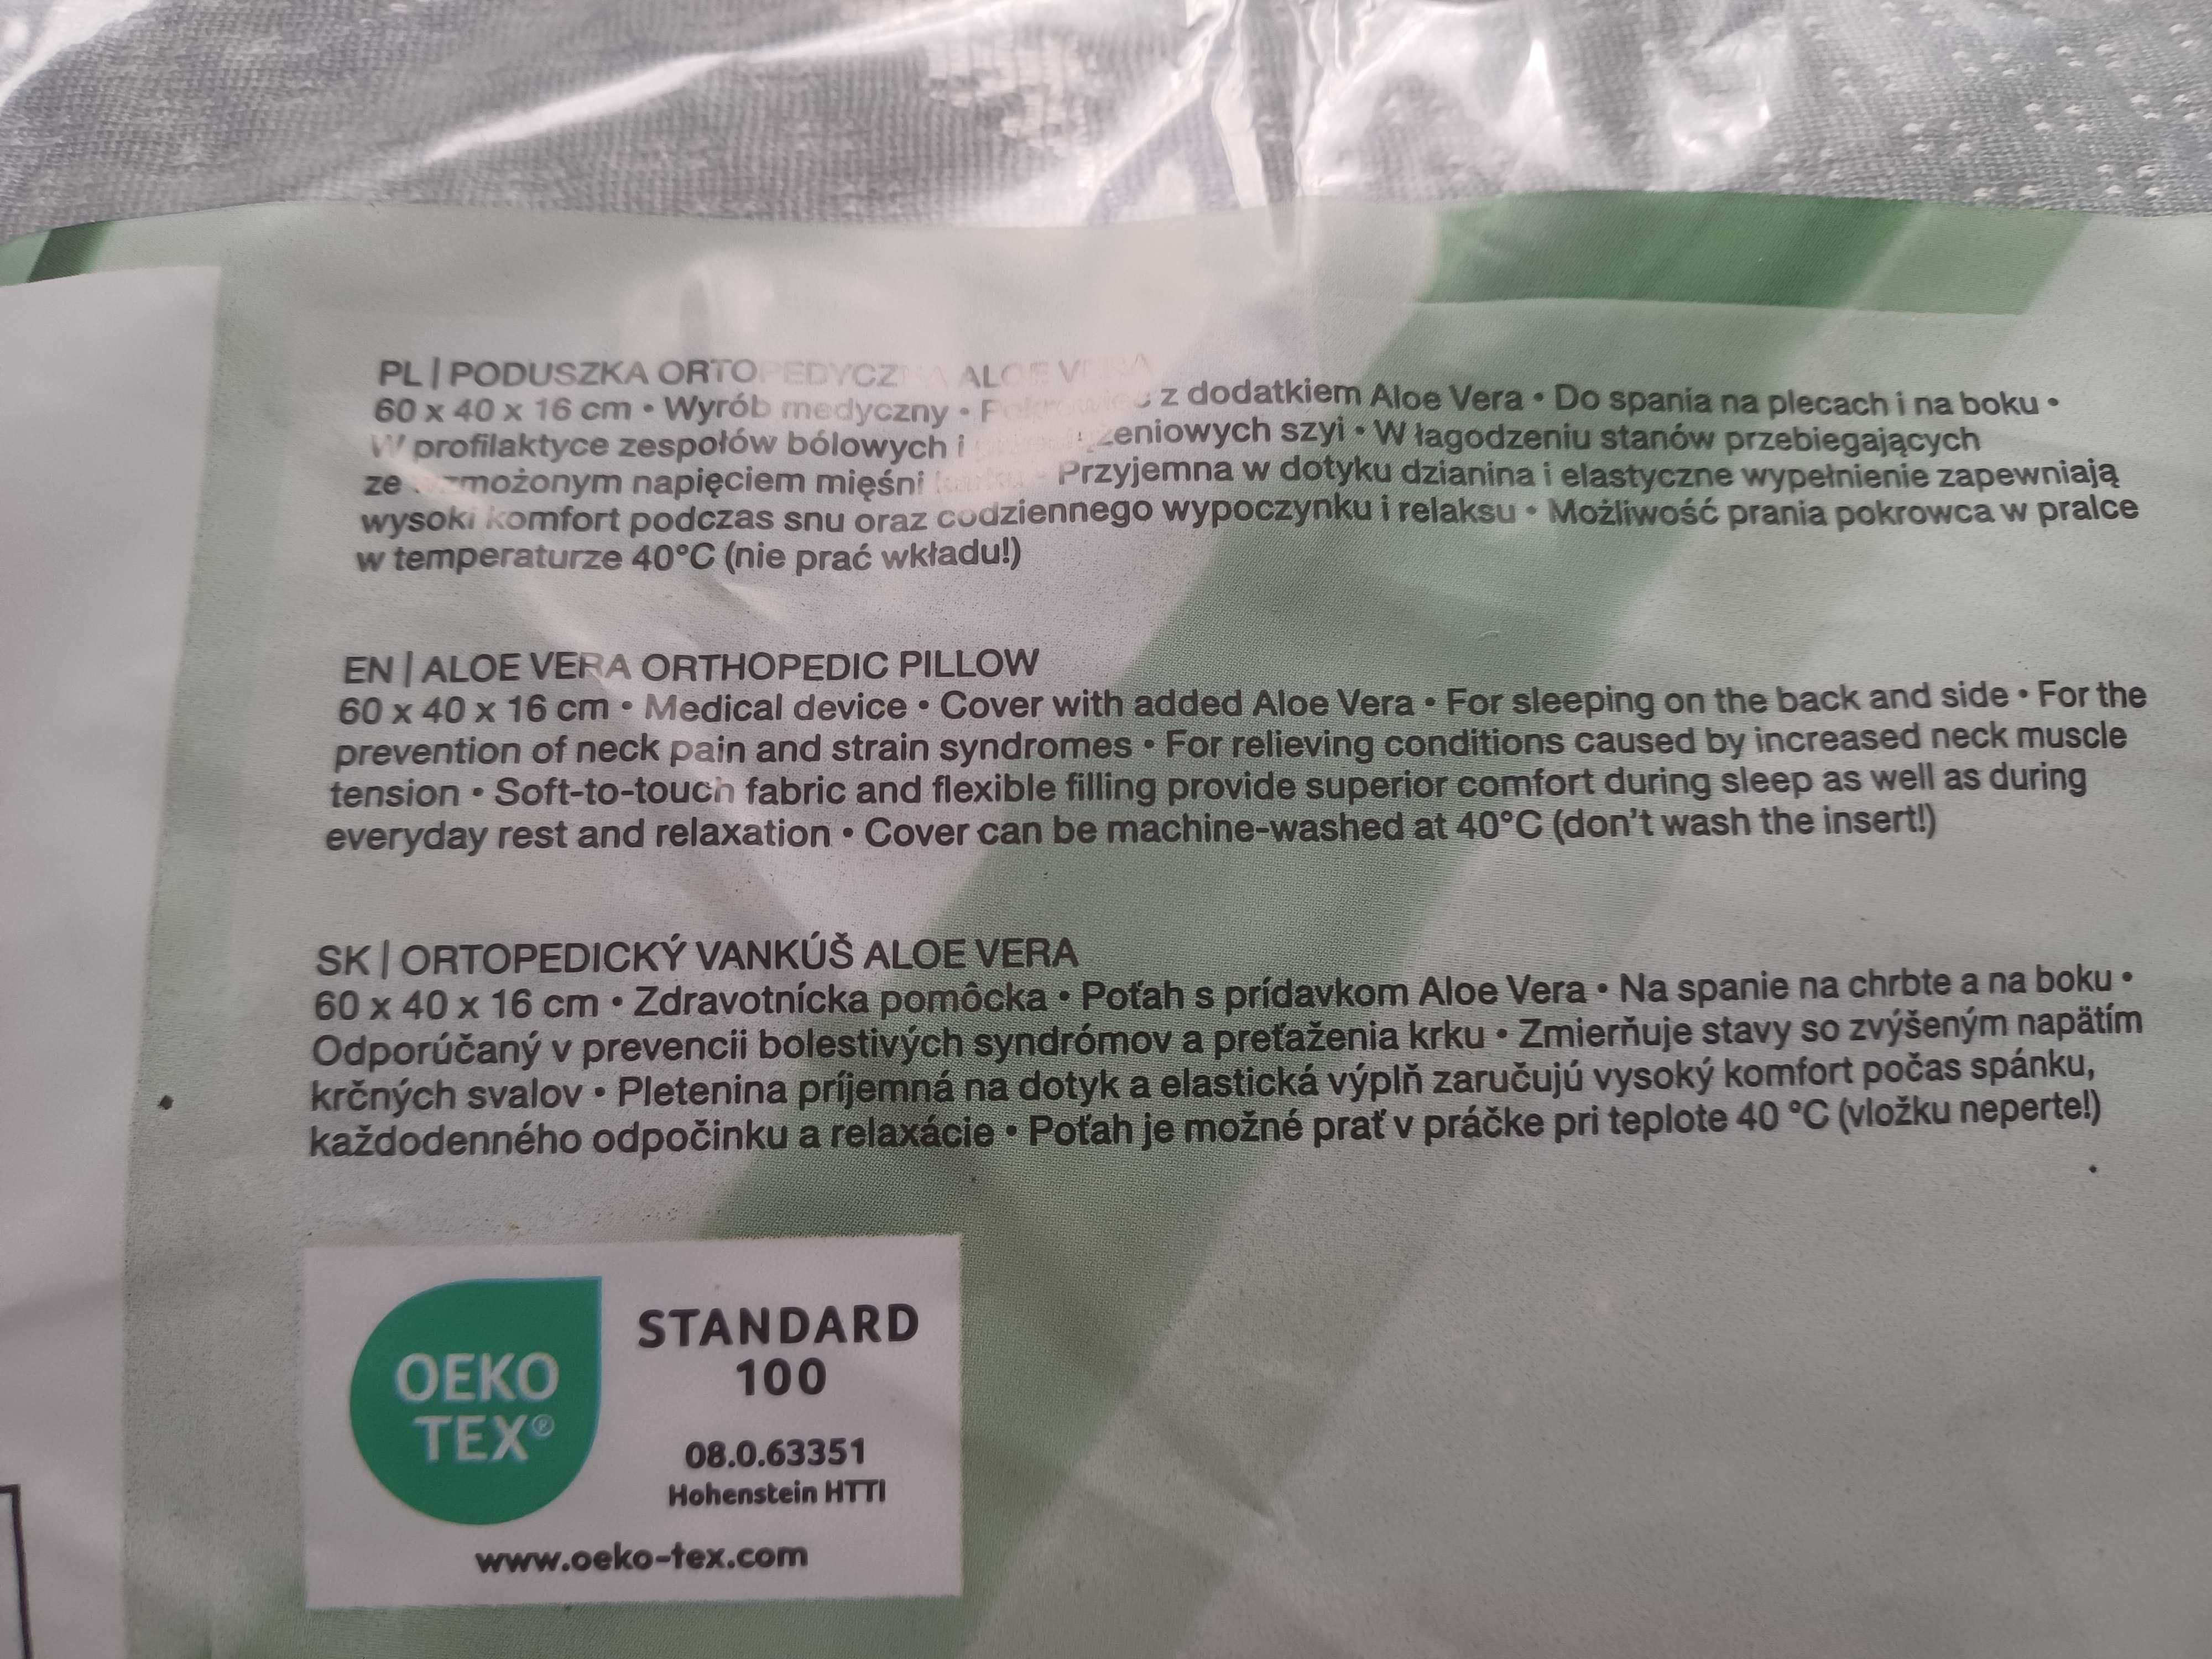 PL | PODUSZKA ORTOPEDYCZNA ALOE VERA
60 x 40 x 16 cm • Wyrób medyczny • Pokrowiec z dodatkiem Aloe Vera • Do spania na plecach i na boku •
W profilaktyce zespołów bólowych i szyi • W łagodzeniu stanów przebiegających
ze wzmożonym napięciem mięśni karku • Przyjemna w dotyku dzianina i elastyczne wypełnienie zapewniają
wysoki komfort podczas snu oraz codziennego wypoczynku i relaksu • Możliwość prania pokrowca w pralce
w temperaturze 40°C (nie prać wkładu!)
EN | ALOE VERA ORTHOPEDIC PILLOW
60 x 40 x 16 cm • Medical device • Cover with added Aloe Vera • For sleeping on the back and side • For the
prevention of neck pain and strain syndromes • For relieving conditions caused by increased neck muscle
tension • Soft-to-touch fabric and flexible filling provide superior comfort during sleep as well as during
everyday rest and relaxation • Cover can be machine-washed at 40°C (don't wash the insert!)
SK | ORTOPEDICKÝ VANKÚŠ ALOE VERA
60 x 40 x 16 cm • Zdravotnícka pomôcka • Poťah s prídavkom Aloe Vera • Na spanie na chrbte a na boku •
Odporúčaný v prevencii bolestivých syndrómov a preťaženia krku • Zmierňuje stavy so zvýšeným napätím
krčných svalov • Pletenina príjemná na dotyk a elastická výplň zaručujú vysoký komfort počas spánku,
každodenného odpočinku a relaxácie • Poťah je možné prať v práčke pri teplote 40 °C (vložku neperte!)
OEKO
TEX®
STANDARD
100
08.0.63351
Hohenstein HTTI
www.oeko-tex.com